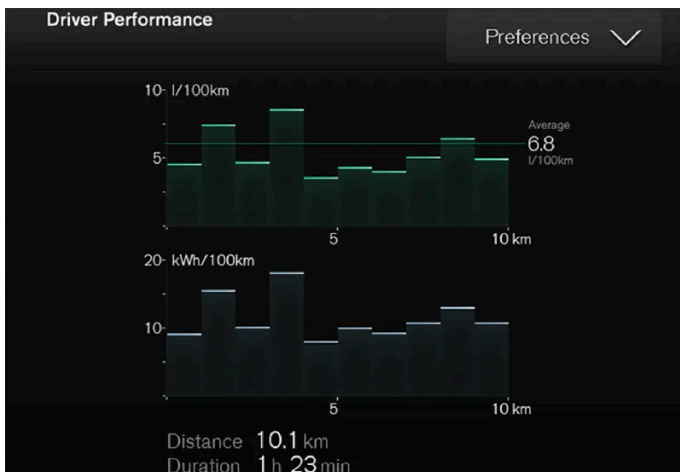 Driver Performance
Preferences
10 l/100km
Average
6.8
l/100km
5
5
10 km
20 kWh/100km
10
5
10 km
Distance 10.1 km
Duration 1 h 23 min